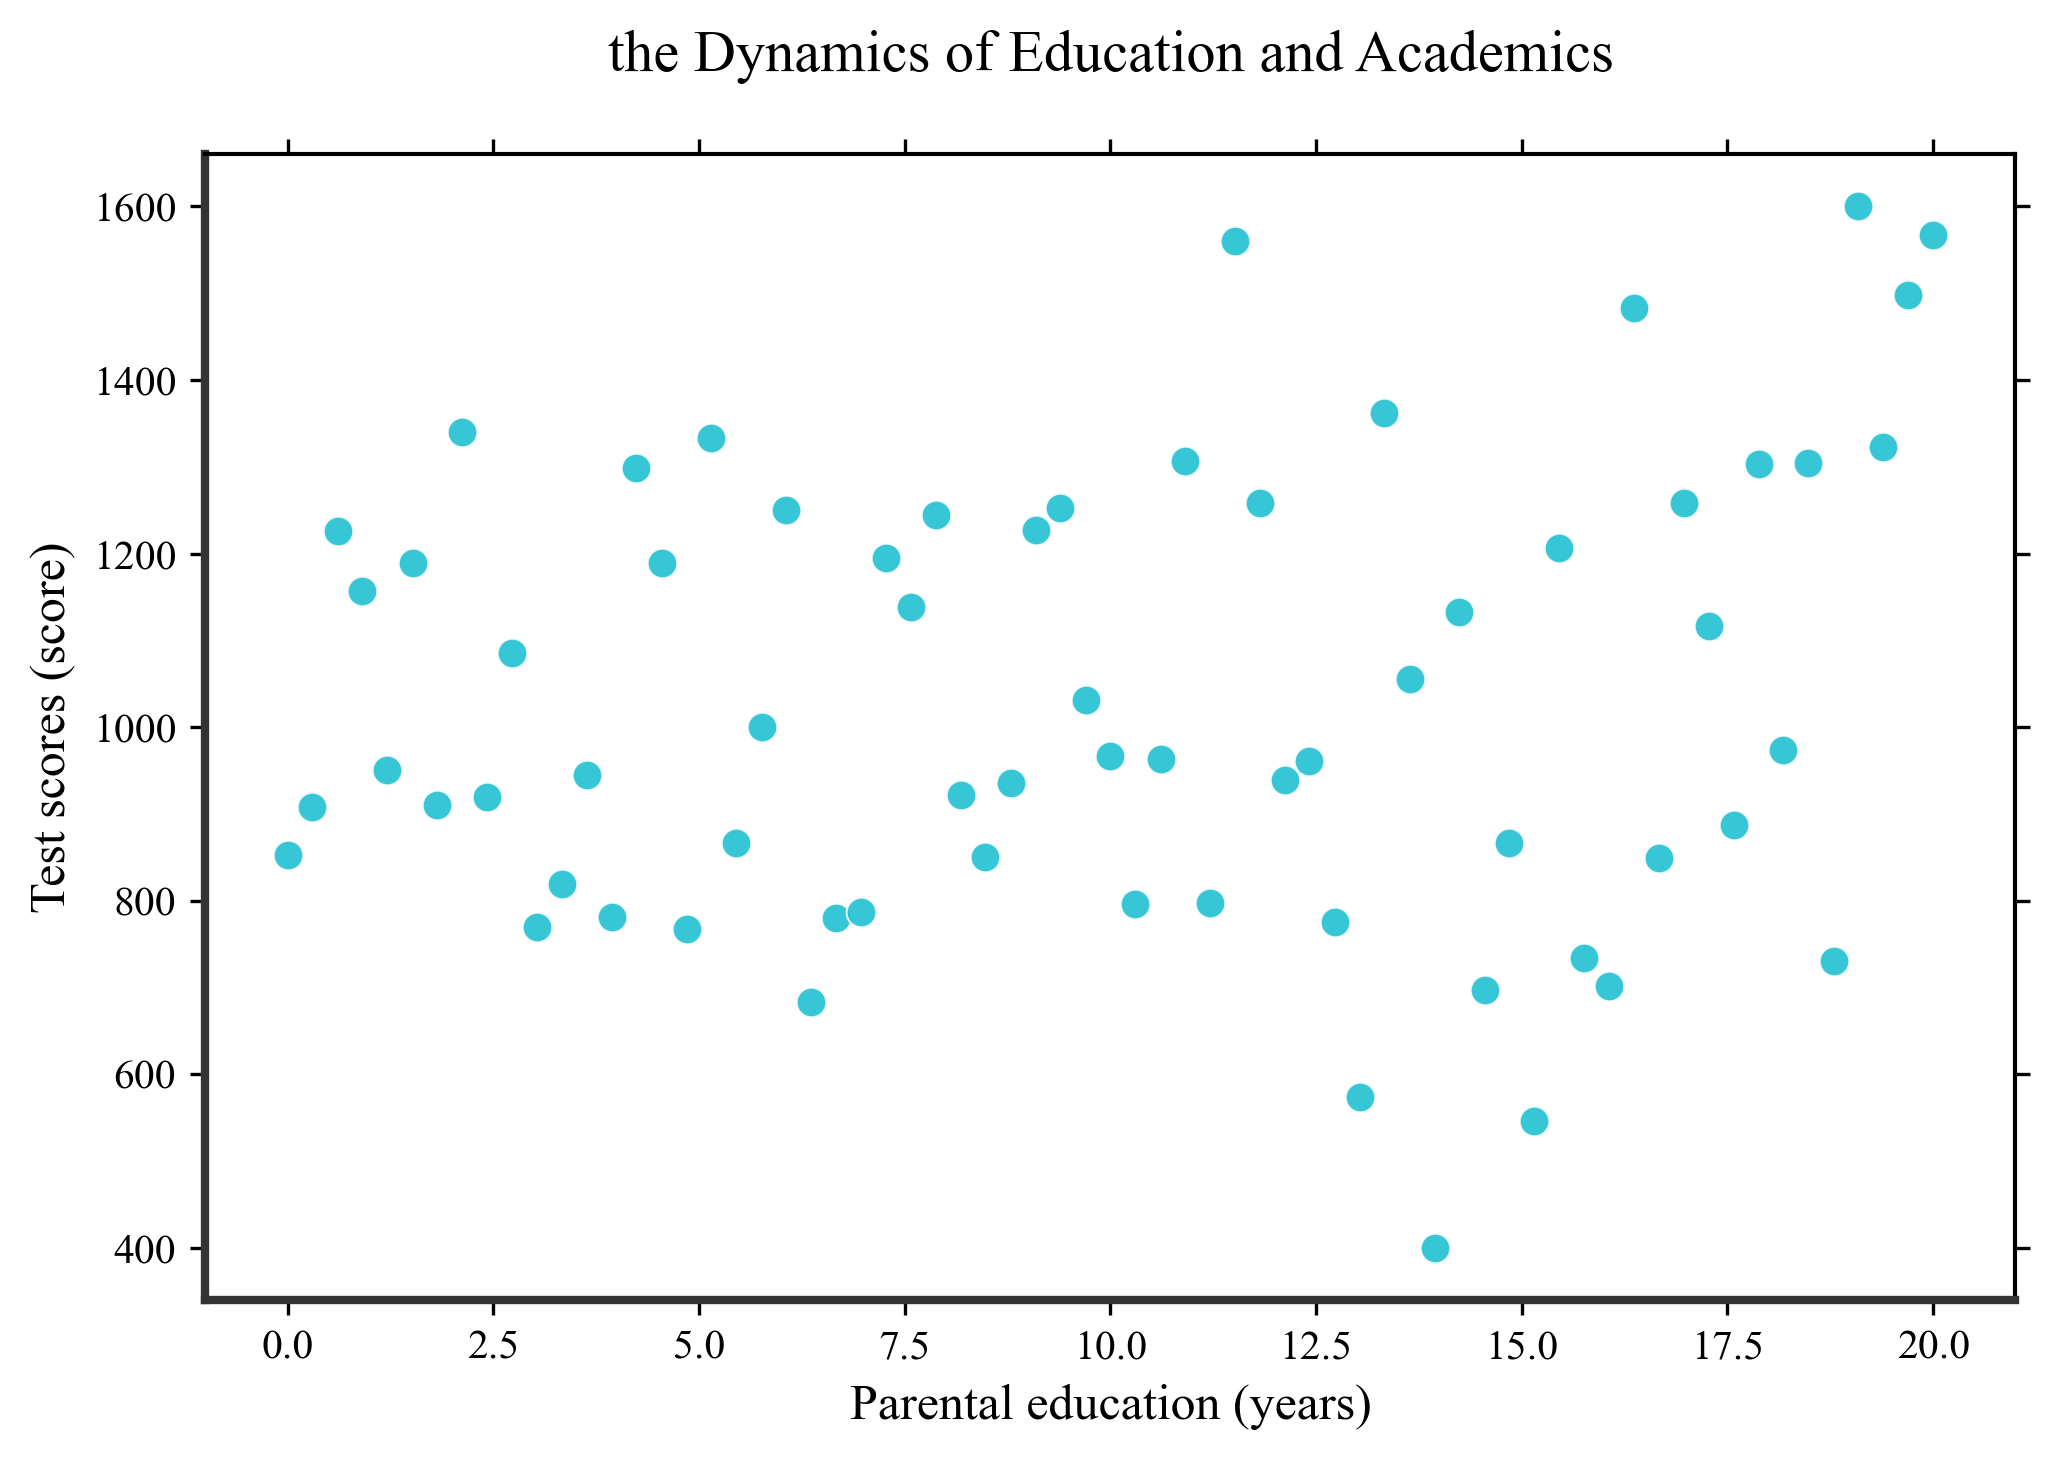 the Dynamics of Education and Academics
1600
1400
1200
1000
800
600
400
Test scores (score)
0.0 2.5 5.0 7.5 10.0 12.5 15.0 17.5 20.0
Parental education (years)